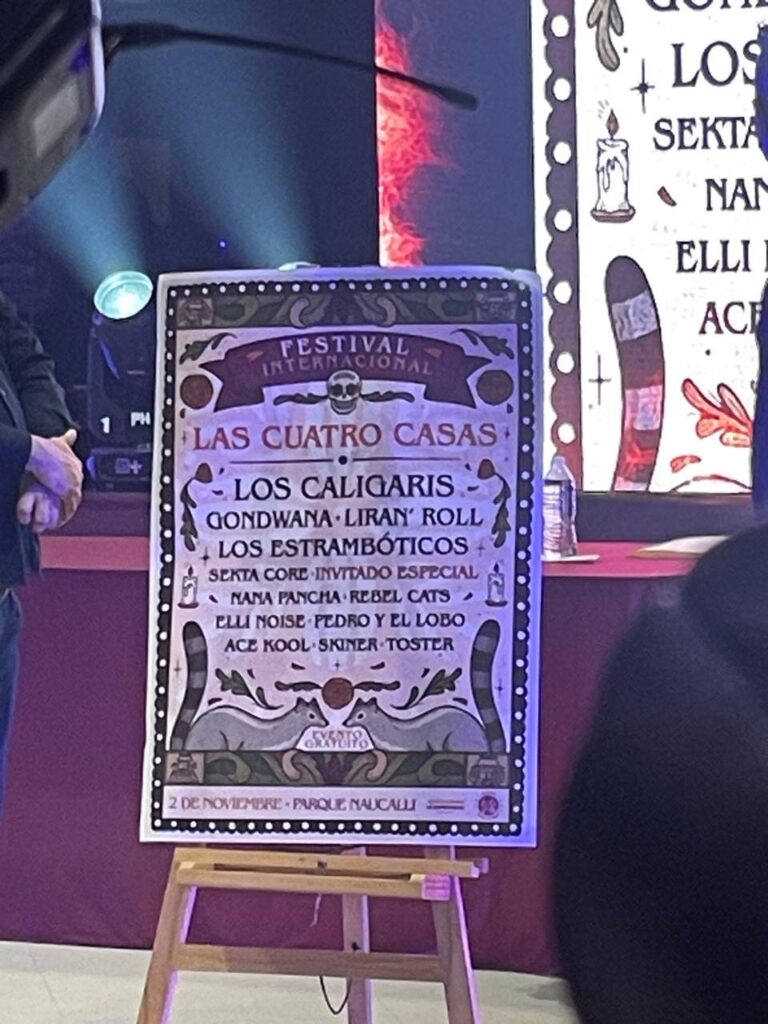 FESTIVAL
INTERNACIONAL
LAS CUATRO CASAS
LOS CALIGARIS
GONDWANA · LIRAN' ROLL
LOS ESTRAMBÓTICOS
SEKTA CORE · INVITADO ESPECIAL
NANA PANCHA · REBEL CATS
ELLI NOISE · PEDRO Y EL LOBO
ACE KOOL · SKINER · TOSTER
EVENTO
GRATUITO
2 DE NOVIEMBRE · PARQUE NAUCALLI
LOS
SEKTA
NAN
ELLI
ACE
1 PH